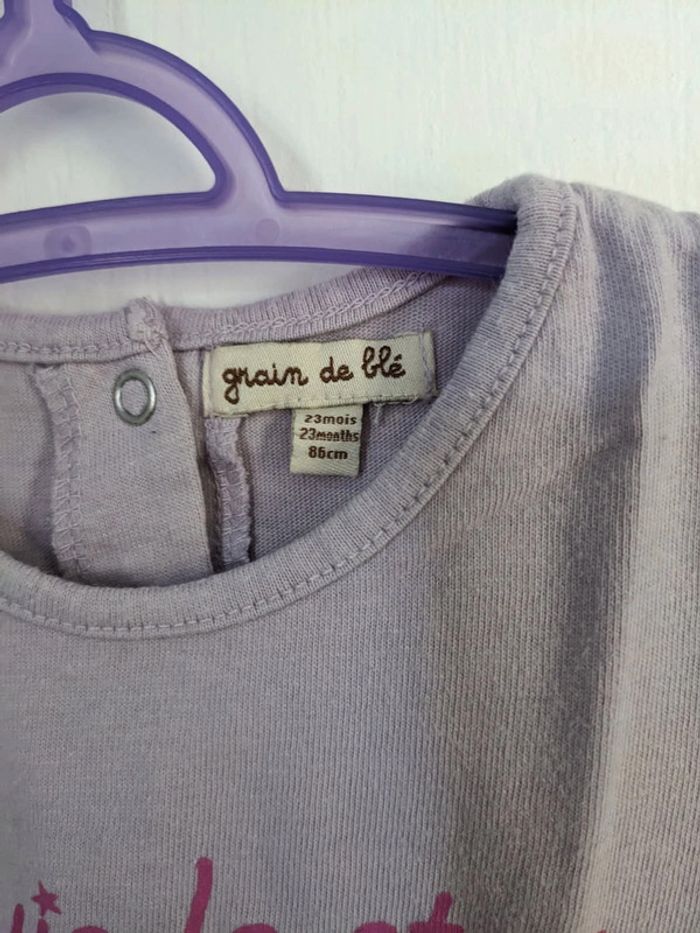 grain de blé
23mois
23months
86cm